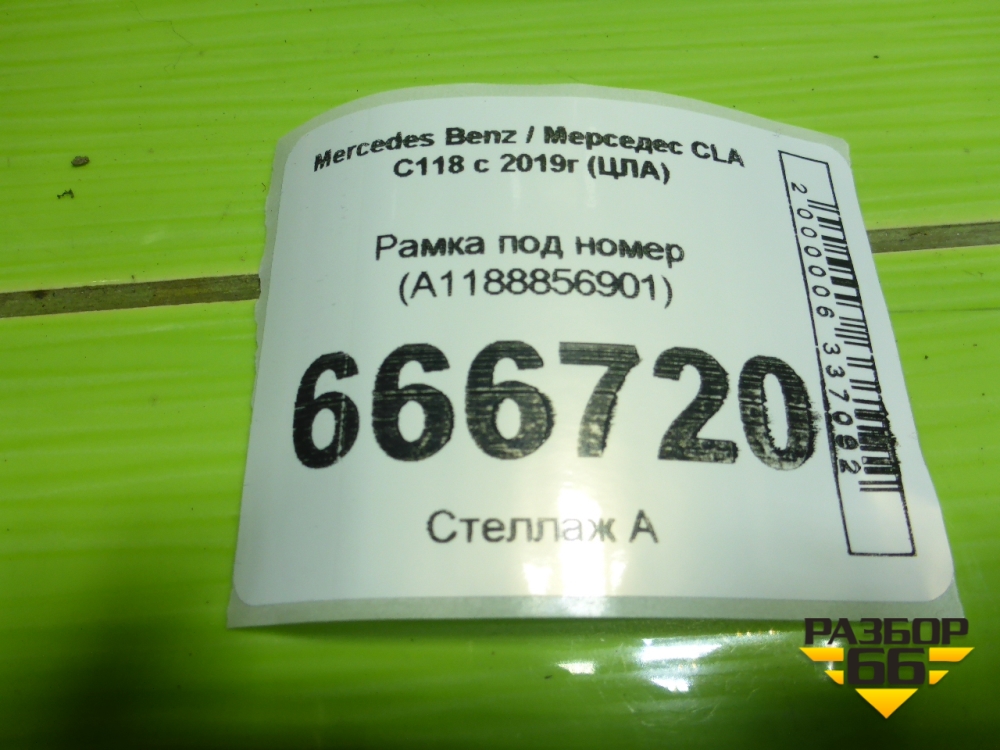 Mercedes Benz / Мерседес CLA
C118 с 2019г (ЦЛА)
Рамка под номер
(A1188856901)
666720
Стеллаж А
2000006337092
РАЗБОР
66